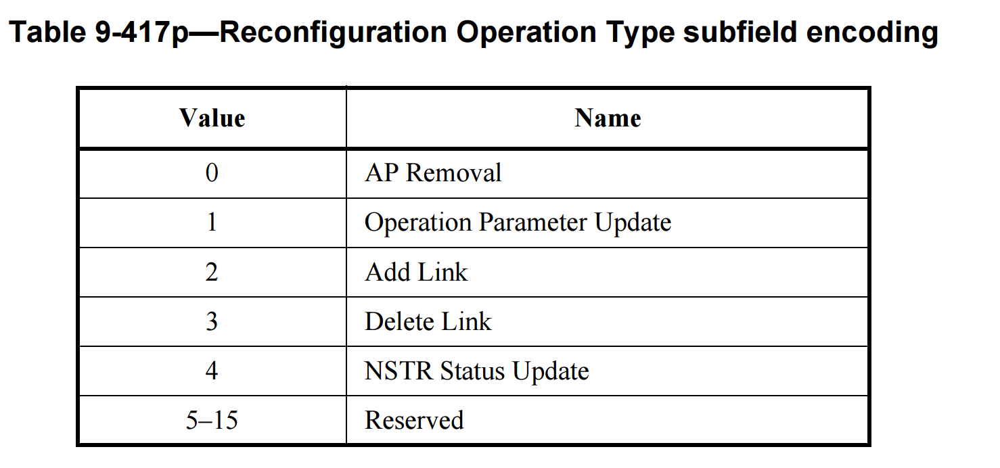 Table 9-417p—Reconfiguration Operation Type subfield encoding
Value Name
0 AP Removal
1 Operation Parameter Update
2 Add Link
3 Delete Link
4 NSTR Status Update
5–15 Reserved